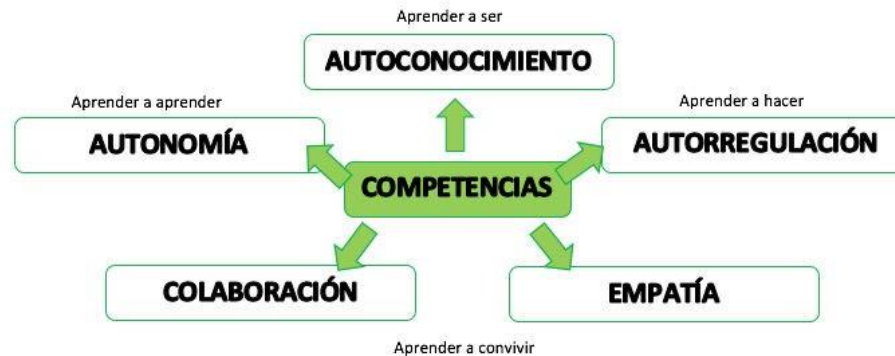 Aprender a ser
AUTOCONOCIMIENTO
Aprender a aprender
AUTONOMÍA
Aprender a hacer
AUTORREGULACIÓN
COMPETENCIAS
COLABORACIÓN
EMPATÍA
Aprender a convivir